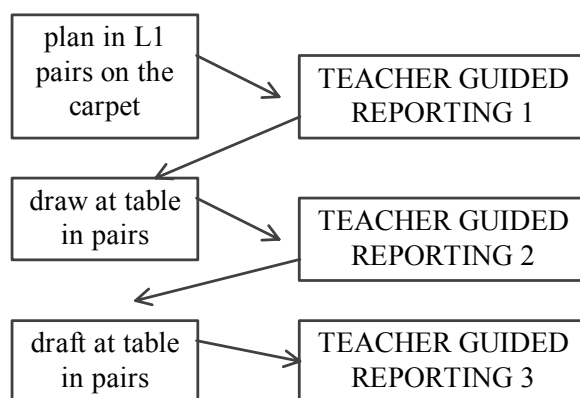 plan in L1
pairs on the
carpet
TEACHER GUIDED
REPORTING 1
draw at table
in pairs
TEACHER GUIDED
REPORTING 2
draft at table
in pairs
TEACHER GUIDED
REPORTING 3